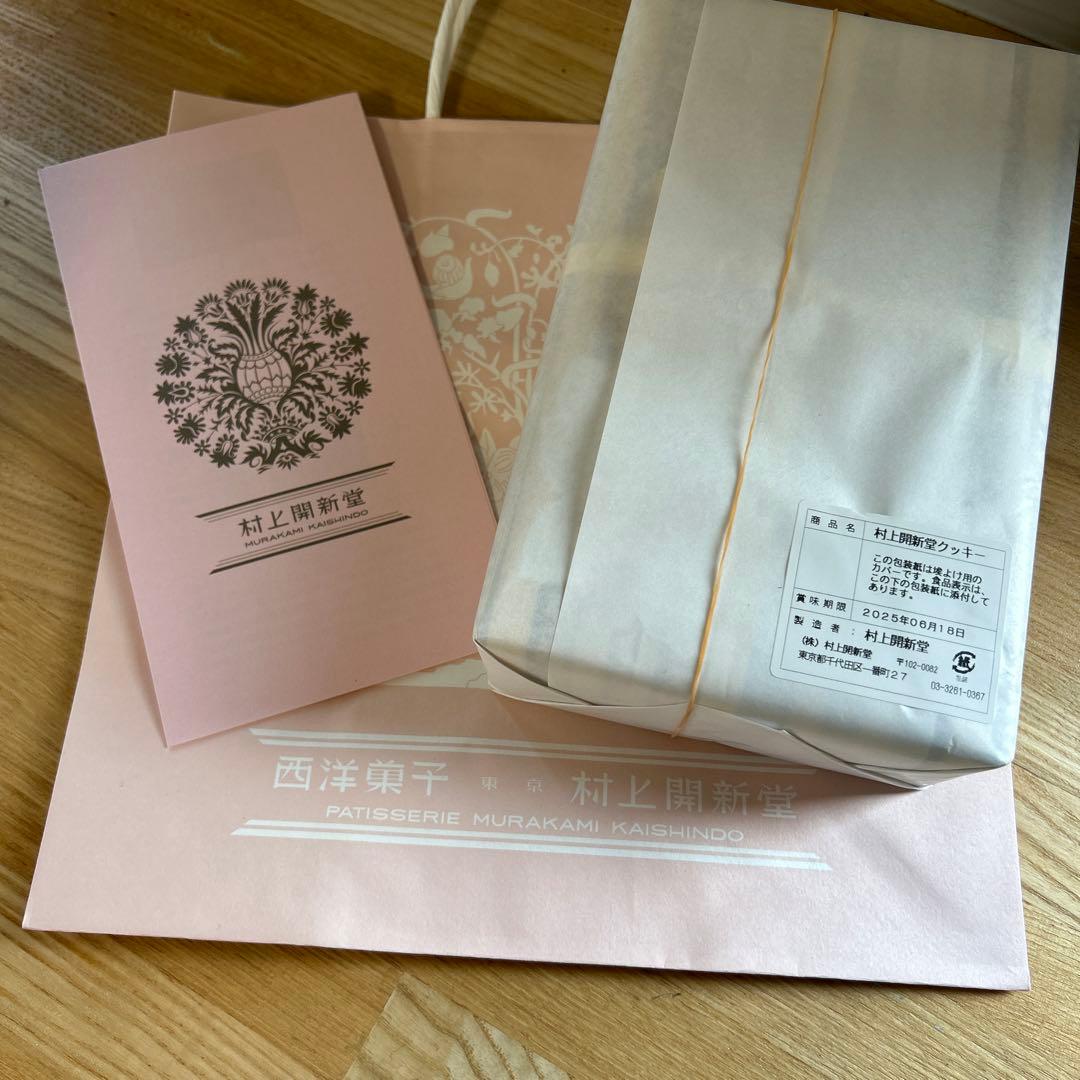 村上開新堂
MURAKAMI KAISHINDO
商品名 村上開新堂クッキー
この包装紙は埃よけ用の
カバーです。食品表示は、
この下の包装紙に添付して
あります。
賞味期限 2025年06月18日
製造者: 村上開新堂
(株)村上開新堂 〒102-0082
東京都千代田区一番町27
紙
包装
03-3261-0367
西洋菓子 東京 村上開新堂
PATISSERIE MURAKAMI KAISHINDO